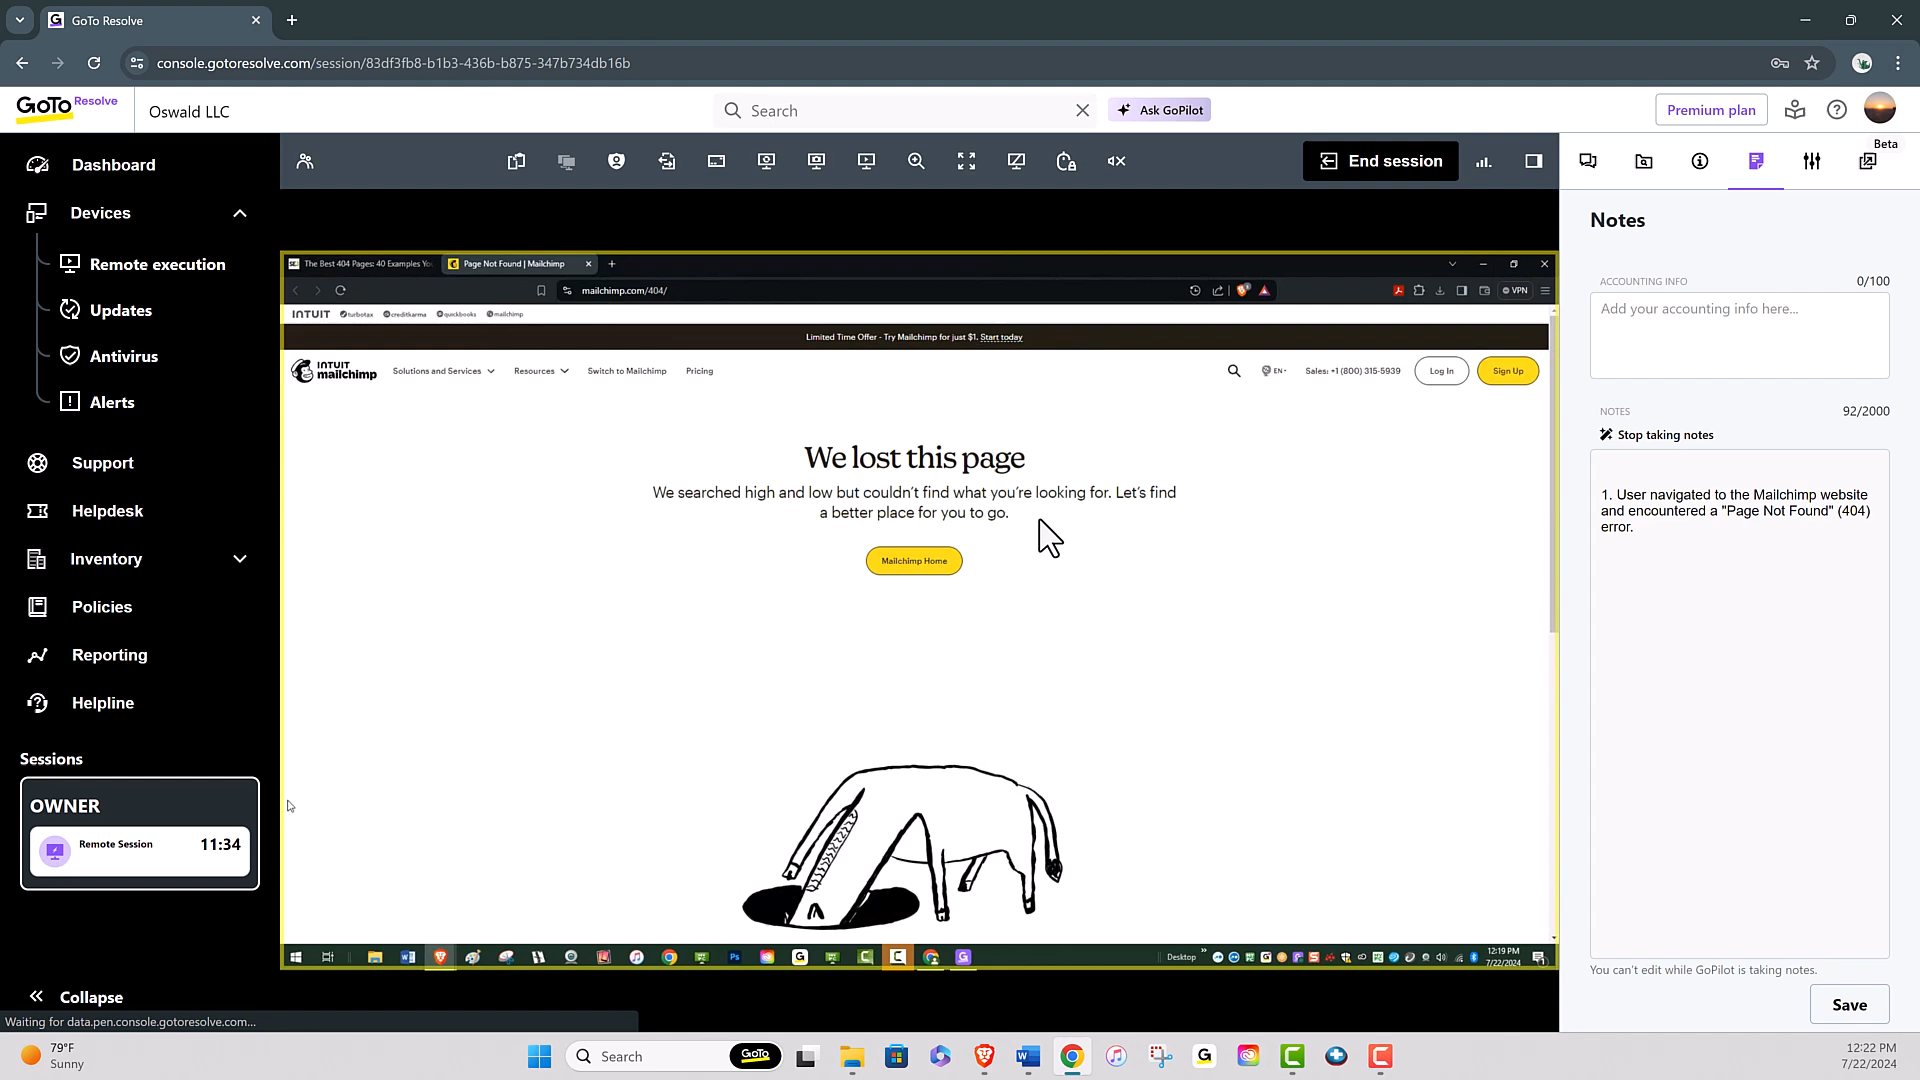 GoTo Resolve
console.gotoresolve.com/session/83df3fb8-b1b3-436b-b875-347b734db16b
GoTo Resolve
Oswald LLC
Search
Ask GoPilot
Premium plan
Dashboard
Devices
Remote execution
Updates
Antivirus
Alerts
Support
Helpdesk
Inventory
Policies
Reporting
Helpline
Sessions
OWNER
Remote Session 11:34
Collapse
Waiting for data.pen.console.gotoresolve.com...
End session
The Best 404 Pages: 40 Examples Yo
Page Not Found | Mailchimp
mailchimp.com/404/
VPN
INTUIT turbotax creditkarma quickbooks mailchimp
Limited Time Offer - Try Mailchimp for just $1. Start today
INTUIT
mailchimp
Solutions and Services
Resources
Switch to Mailchimp
Pricing
EN
Sales: +1 (800) 315-5939
Log In
Sign Up
We lost this page
We searched high and low but couldn't find what you're looking for. Let's find
a better place for you to go.
Mailchimp Home
Desktop
12:19 PM
7/22/2024
Beta
Notes
ACCOUNTING INFO 0/100
Add your accounting info here...
NOTES 92/2000
Stop taking notes
1. User navigated to the Mailchimp website
and encountered a "Page Not Found" (404)
error.
You can't edit while GoPilot is taking notes.
Save
79°F
Sunny
Search
GoTo
12:22 PM
7/22/2024